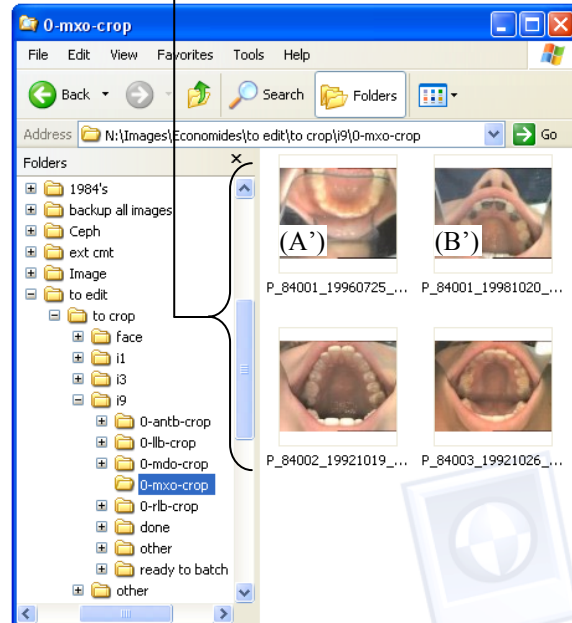 0-mxo-crop
File Edit View Favorites Tools Help
Back Search Folders
Address N:\Images\Economides\to edit\to crop\i9\0-mxo-crop Go
Folders x
1984's
backup all images
Ceph
ext cmt
Image
to edit
to crop
face
i1
i3
i9
0-antb-crop
0-llb-crop
0-mdo-crop
0-mxo-crop
0-rlb-crop
done
other
ready to batch
other
(A') (B')
P_84001_19960725_... P_84001_19981020_...
P_84002_19921019_... P_84003_19921026_...